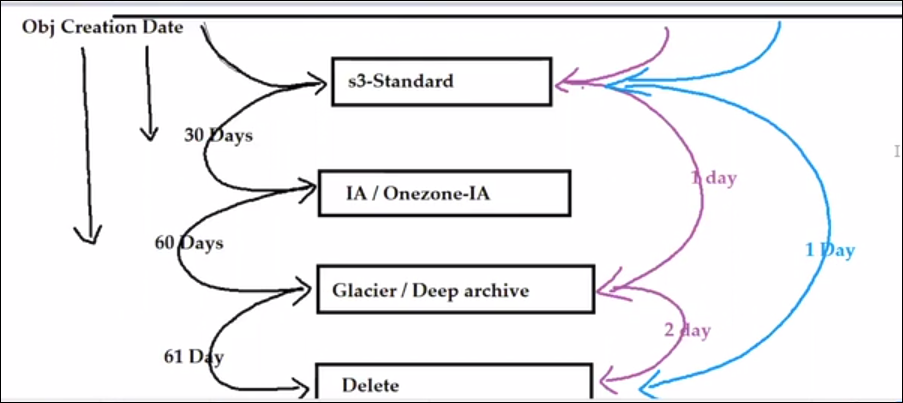 Obj Creation Date
s3-Standard
30 Days
1 day
IA / Onezone-IA
60 Days
1 Day
Glacier / Deep archive
2 day
61 Day
Delete